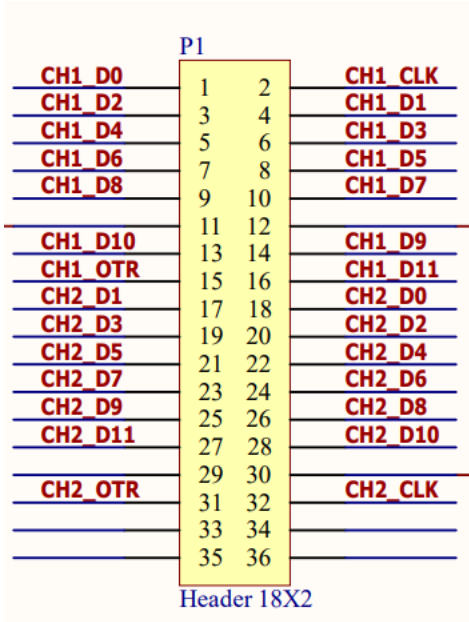 P1
CH1_D0 1 2 CH1_CLK
CH1_D2 3 4 CH1_D1
CH1_D4 5 6 CH1_D3
CH1_D6 7 8 CH1_D5
CH1_D8 9 10 CH1_D7
11 12
CH1_D10 13 14 CH1_D9
CH1_OTR 15 16 CH1_D11
CH2_D1 17 18 CH2_D0
CH2_D3 19 20 CH2_D2
CH2_D5 21 22 CH2_D4
CH2_D7 23 24 CH2_D6
CH2_D9 25 26 CH2_D8
CH2_D11 27 28 CH2_D10
29 30
CH2_OTR 31 32 CH2_CLK
33 34
35 36
Header 18X2